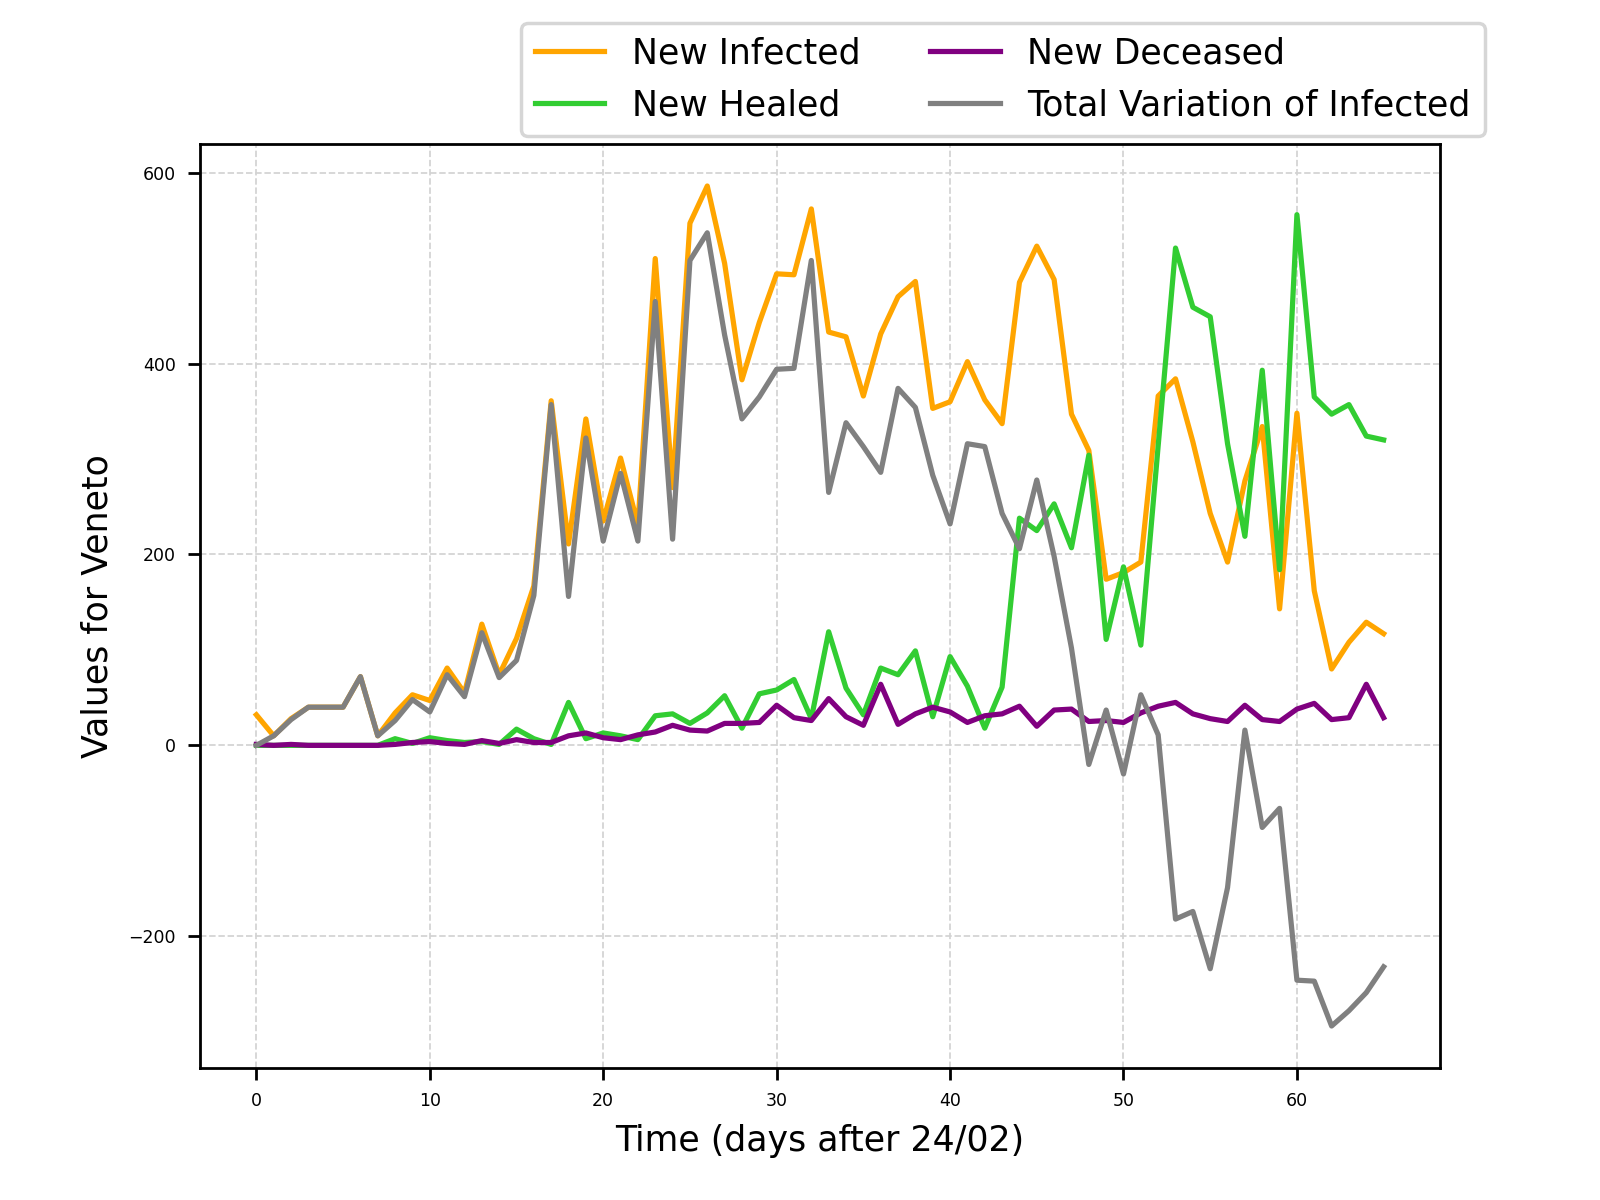 New Infected
New Healed
New Deceased
Total Variation of Infected
Values for Veneto
600
400
200
0
−200
0 10 20 30 40 50 60
Time (days after 24/02)